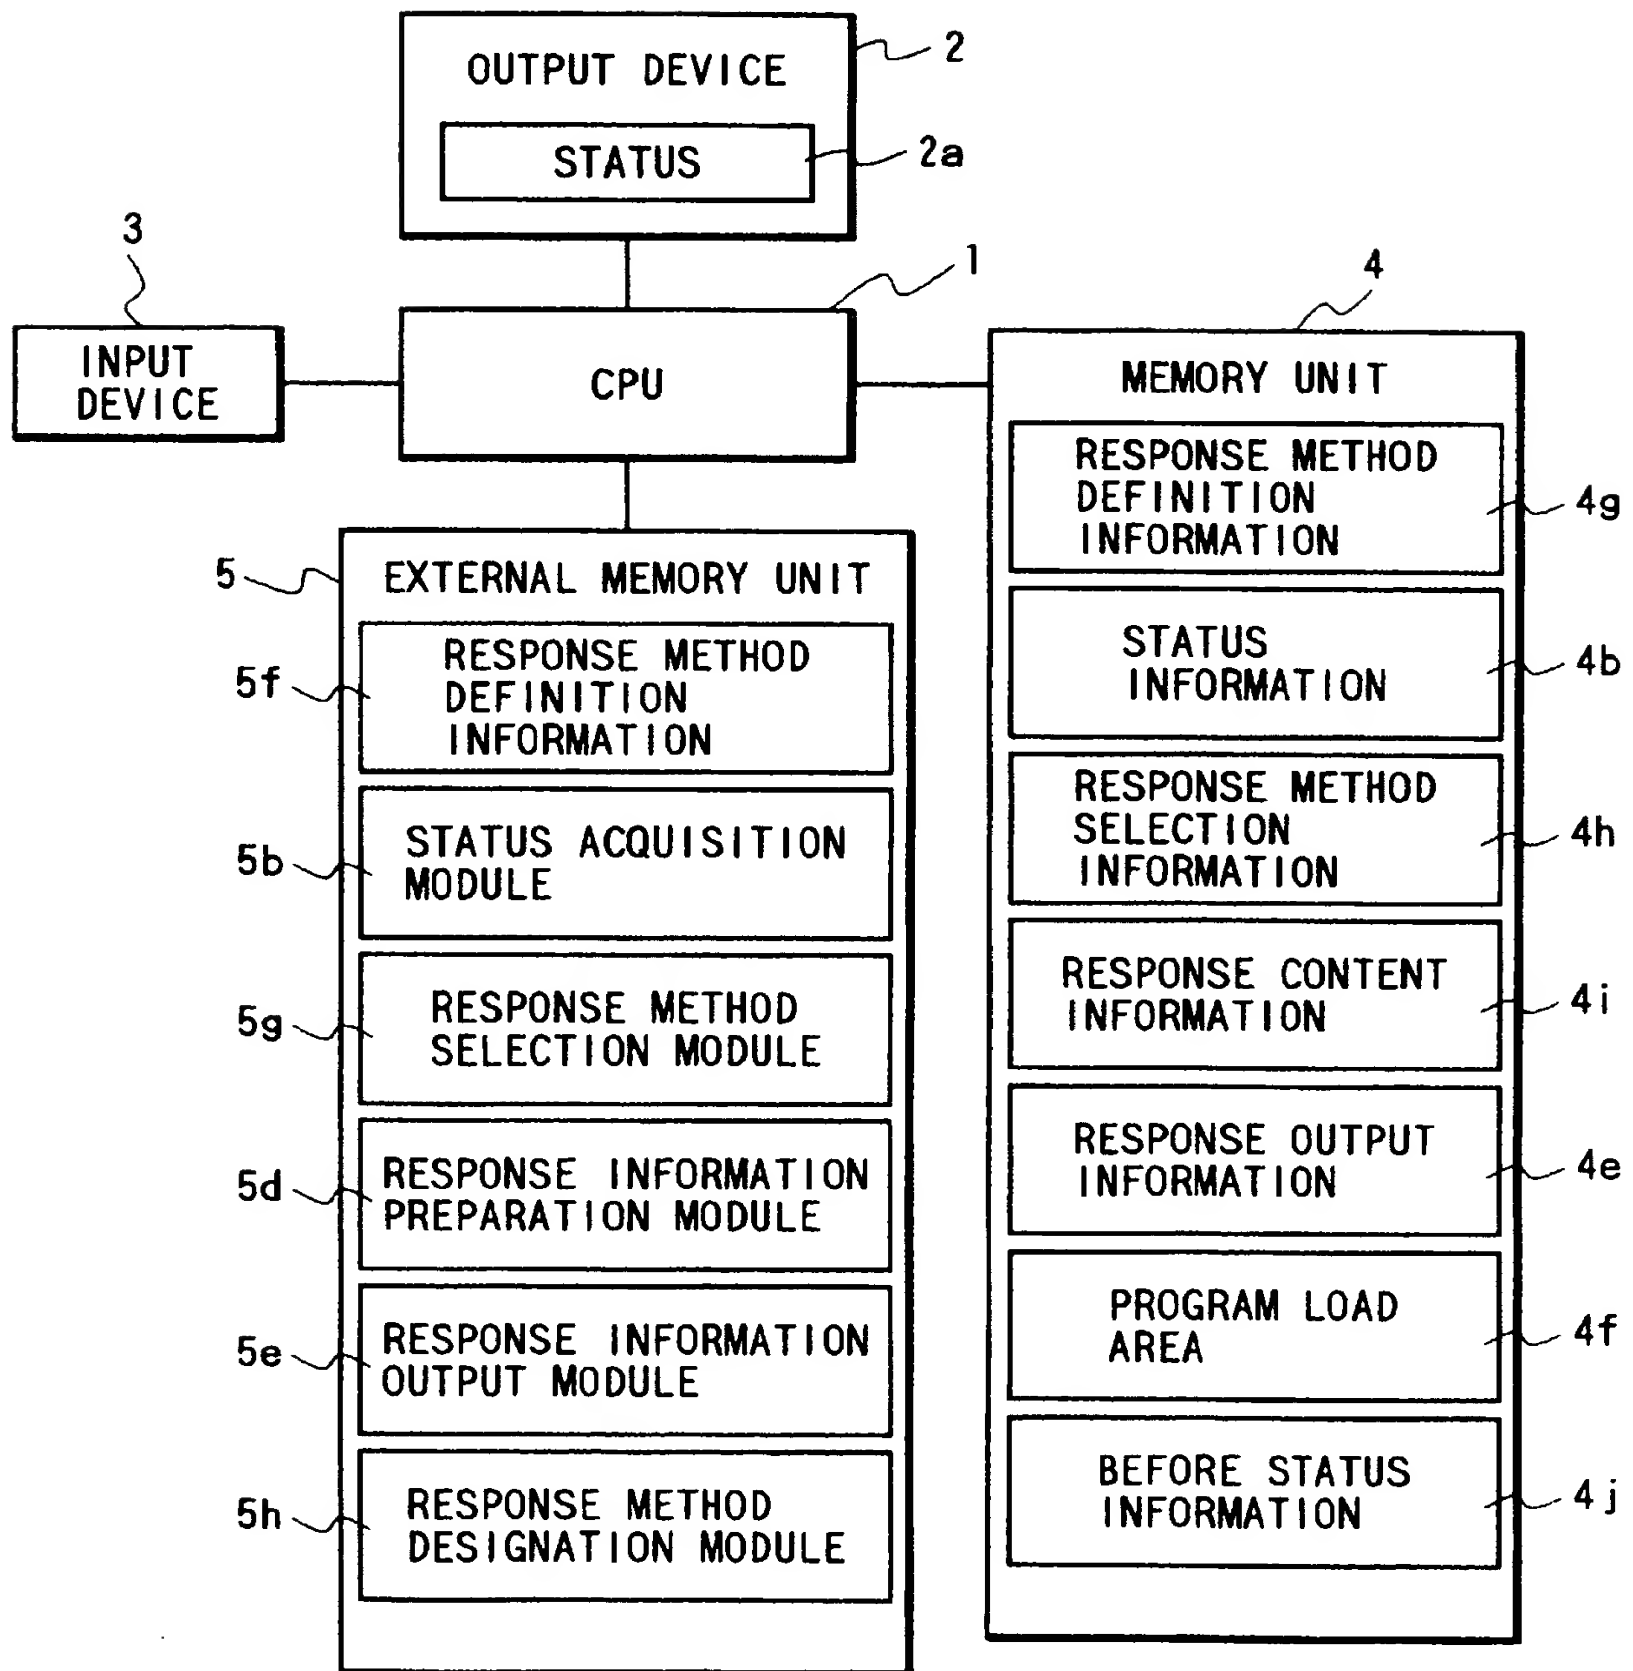 OUTPUT DEVICE
2
STATUS
2a
3
1
4
INPUT
DEVICE
CPU
MEMORY UNIT
RESPONSE METHOD
DEFINITION
INFORMATION
4g
STATUS
INFORMATION
4b
RESPONSE METHOD
SELECTION
INFORMATION
4h
RESPONSE CONTENT
INFORMATION
4i
RESPONSE OUTPUT
INFORMATION
4e
PROGRAM LOAD
AREA
4f
BEFORE STATUS
INFORMATION
4j
5
EXTERNAL MEMORY UNIT
5f
RESPONSE METHOD
DEFINITION
INFORMATION
5b
STATUS ACQUISITION
MODULE
5g
RESPONSE METHOD
SELECTION MODULE
5d
RESPONSE INFORMATION
PREPARATION MODULE
5e
RESPONSE INFORMATION
OUTPUT MODULE
5h
RESPONSE METHOD
DESIGNATION MODULE